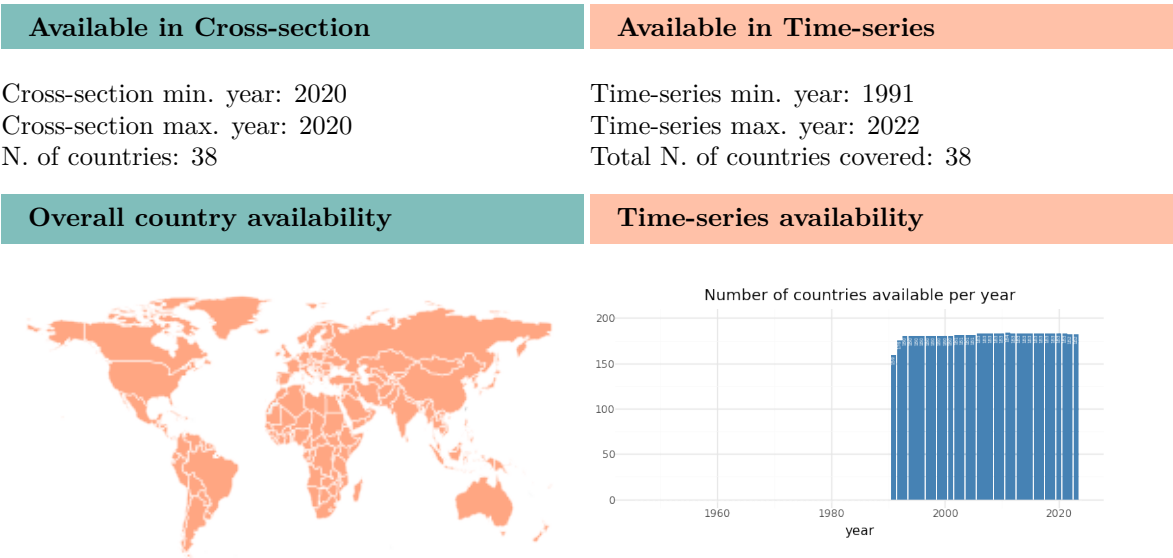 Available in Cross-section
Available in Time-series
Cross-section min. year: 2020
Cross-section max. year: 2020
N. of countries: 38
Time-series min. year: 1991
Time-series max. year: 2022
Total N. of countries covered: 38
Overall country availability
Time-series availability
Number of countries available per year
200
150
100
50
0
1960
1980
2000
2020
year